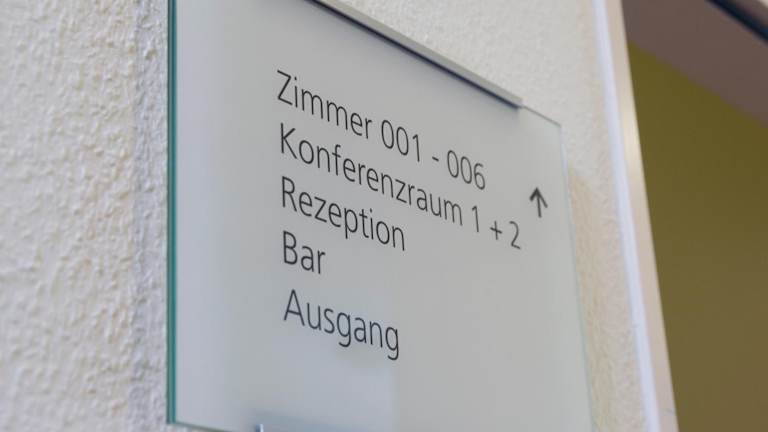 Zimmer 001 - 006
Konferenzraum 1 + 2
Rezeption
Bar
Ausgang